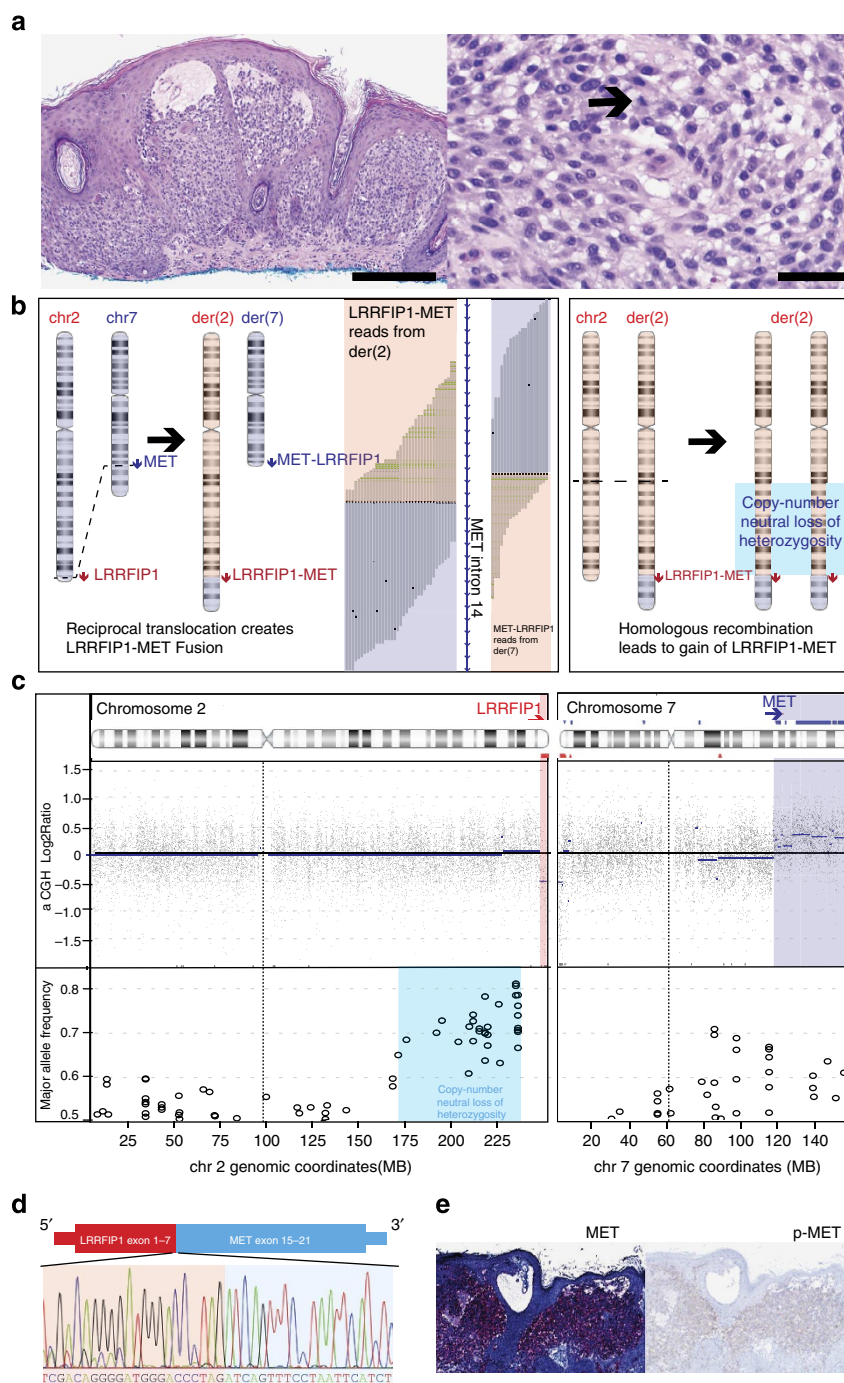 a
b
chr2
chr7
der(2)
der(7)
MET
MET-LRRFIP1
LRRFIP1
LRRFIP1-MET
Reciprocal translocation creates
LRRFIP1-MET Fusion
LRRFIP1-MET
reads from
der(2)
MET intron 14
MET-LRRFIP1
reads from
der(7)
chr2
der(2)
der(2)
Copy-number
neutral loss of
heterozygosity
LRRFIP1-MET
Homologous recombination
leads to gain of LRRFIP1-MET
c
Chromosome 2
LRRFIP1
Chromosome 7
MET
a CGH Log2Ratio
1.5
1.0
0.5
0
−0.5
−1.0
−1.5
Major allele frequency
0.8
0.7
0.6
0.5
Copy-number
neutral loss of
heterozygosity
25 50 75 100 125 150 175 200 225
chr 2 genomic coordinates(MB)
20 40 60 80 100 120 140
chr 7 genomic coordinates (MB)
d
5′
3′
LRRFIP1 exon 1–7
MET exon 15–21
TCGACAGGGGATGGGACCCTAGATCAGTTTCCTAATTCATCT
e
MET
p-MET